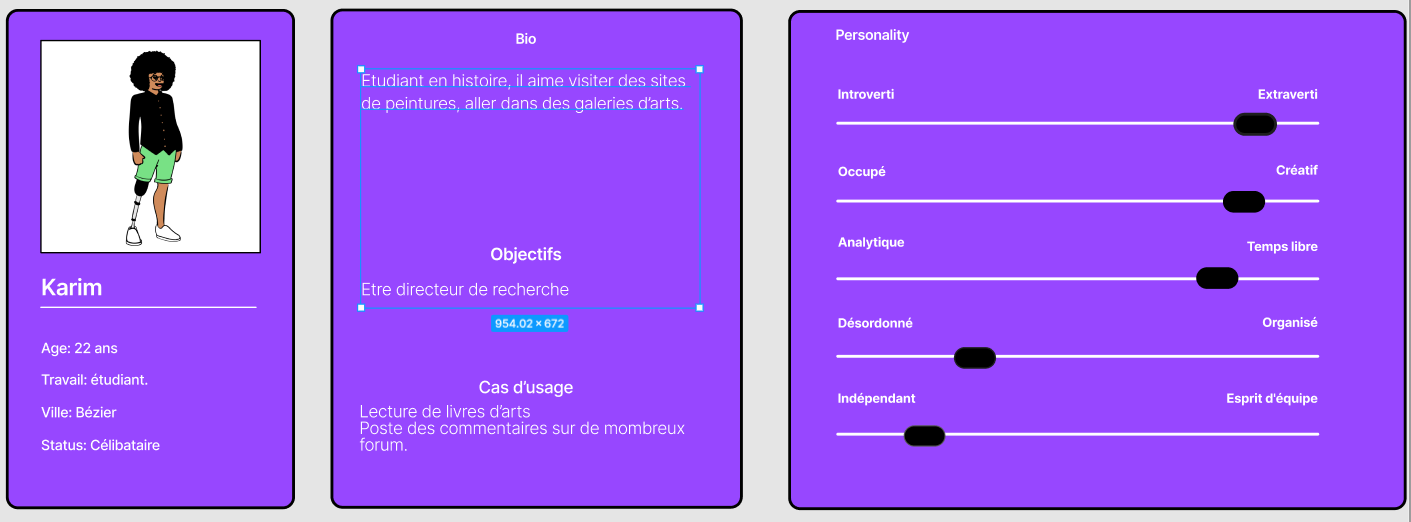 Karim
Age: 22 ans
Travail: étudiant.
Ville: Bézier
Status: Célibataire
Bio
Etudiant en histoire, il aime visiter des sites
de peintures, aller dans des galeries d’arts.
Objectifs
Etre directeur de recherche
954.02 × 672
Cas d’usage
Lecture de livres d’arts
Poste des commentaires sur de mombreux
forum.
Personality
Introverti Extraverti
Occupé Créatif
Analytique Temps libre
Désordonné Organisé
Indépendant Esprit d'équipe